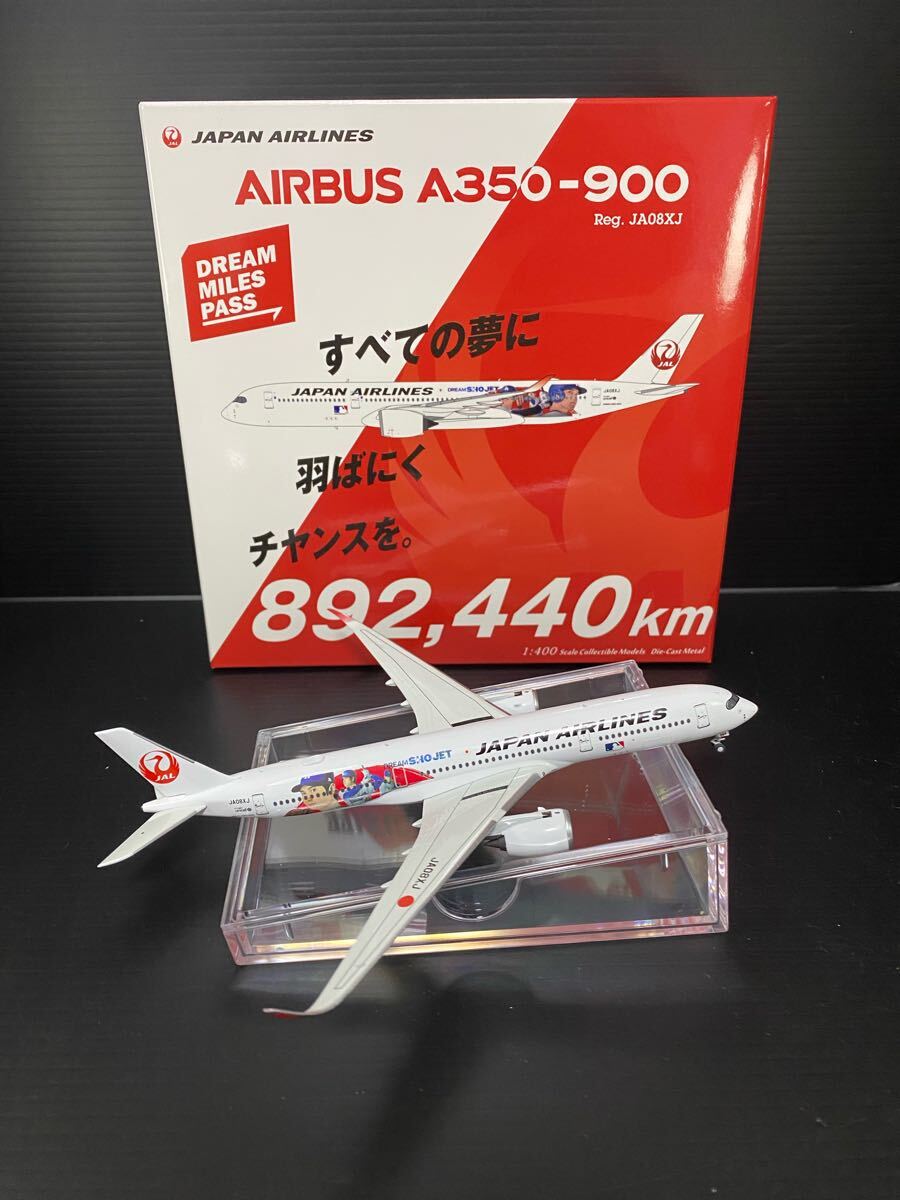 JAL
JAPAN AIRLINES
AIRBUS A350-900
Reg. JA08XJ
DREAM
MILES
PASS
すべての夢に
JAPAN AIRLINES
DREAM SHO JET
JA08XJ
JAL
羽ばにく
チャンスを。
892,440km
1:400 Scale Collectible Models Die-Cast Metal
JAPAN AIRLINES
DREAM SHO JET
JAL
JA08XJ
JA08XJ